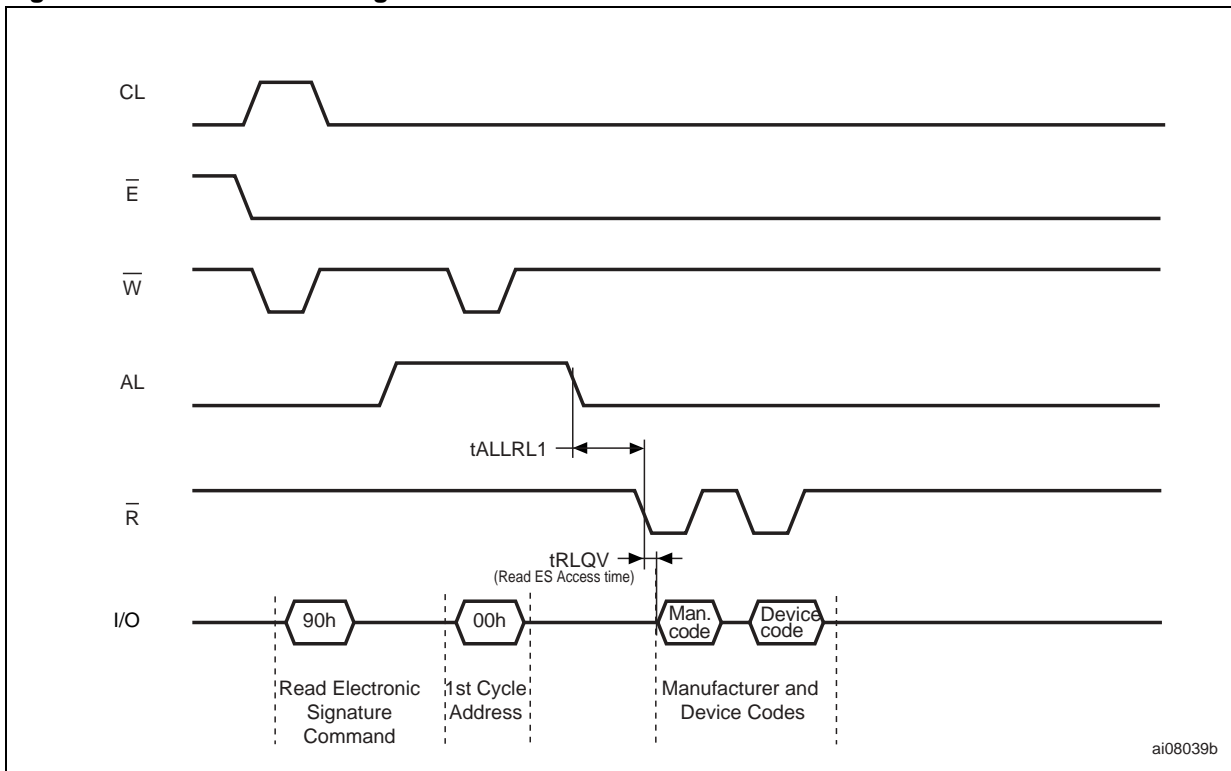 CL
E
W
AL
tALLRL1
R
tRLQV
(Read ES Access time)
I/O
90h
00h
Man.
code
Device
code
Read Electronic
Signature
Command
1st Cycle
Address
Manufacturer and
Device Codes
ai08039b